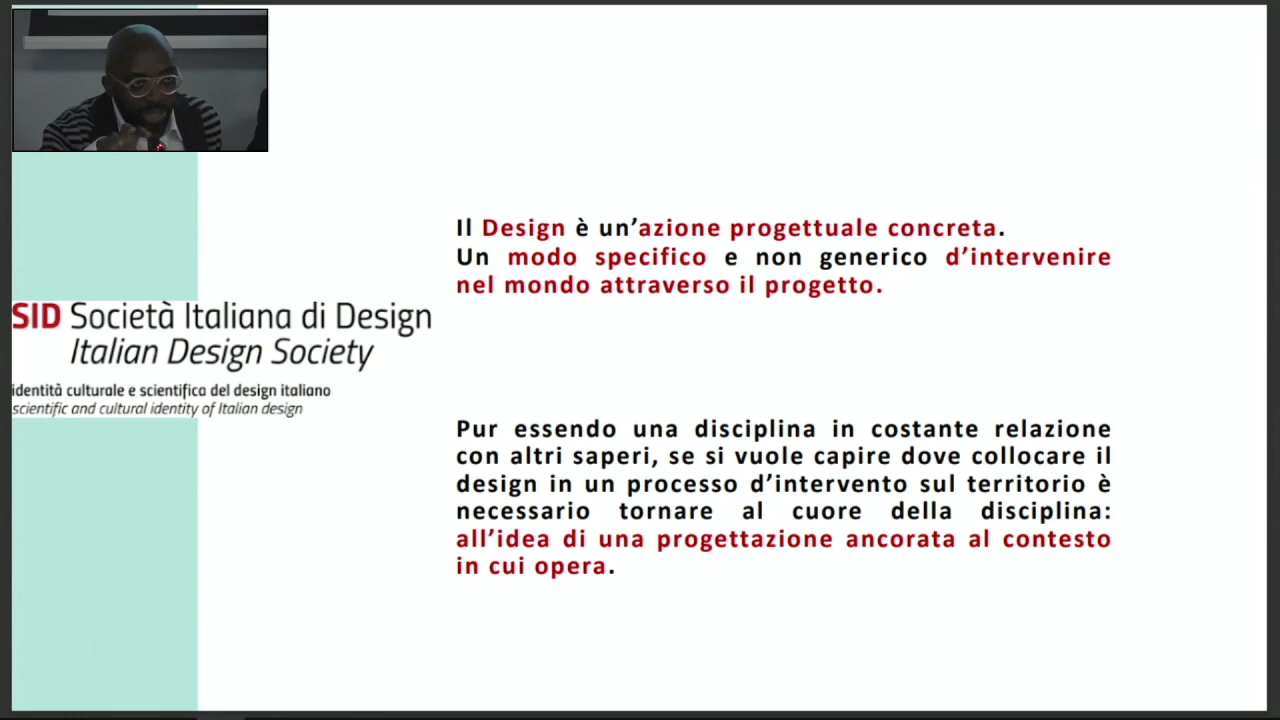 Il Design è un’azione progettuale concreta.
Un modo specifico e non generico d’intervenire
nel mondo attraverso il progetto.
SID Società Italiana di Design
Italian Design Society
identità culturale e scientifica del design italiano
scientific and cultural identity of Italian design
Pur essendo una disciplina in costante relazione
con altri saperi, se si vuole capire dove collocare il
design in un processo d’intervento sul territorio è
necessario tornare al cuore della disciplina:
all’idea di una progettazione ancorata al contesto
in cui opera.